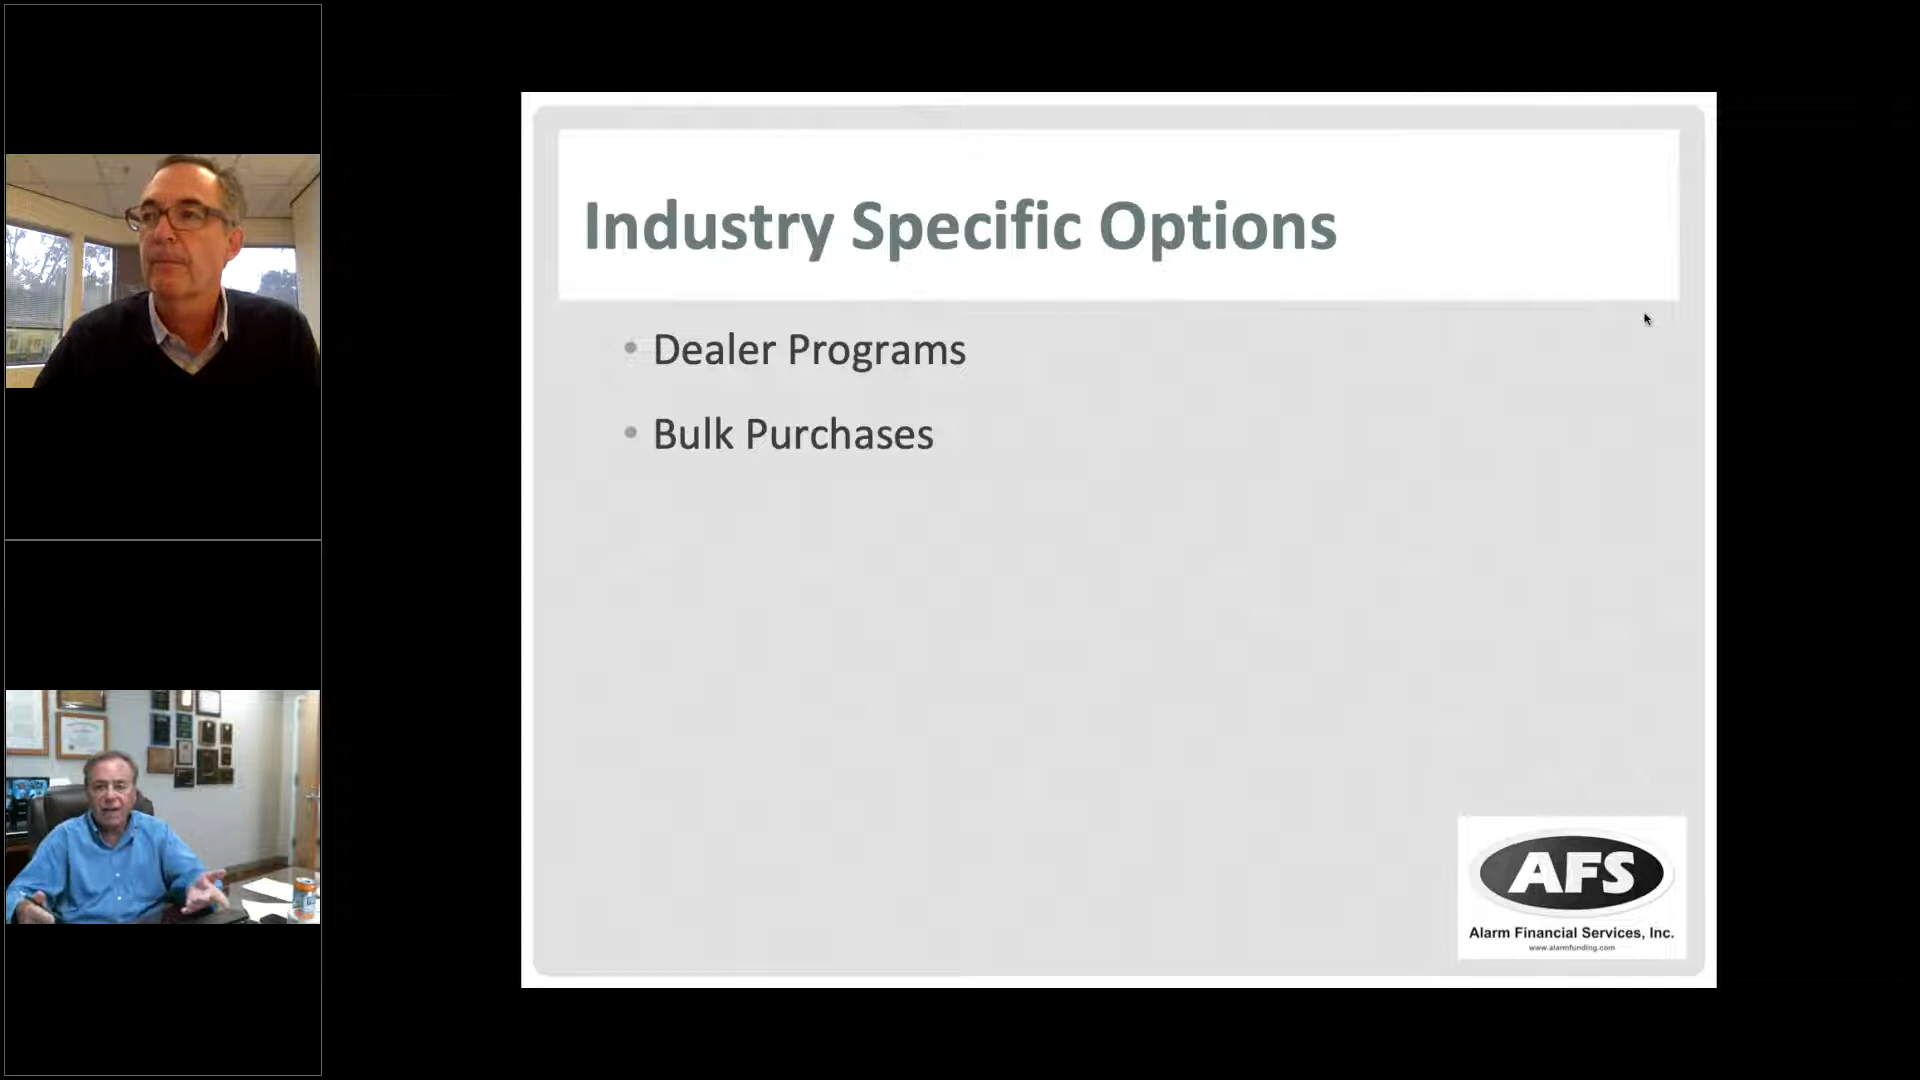 Industry Specific Options
• Dealer Programs
• Bulk Purchases
AFS
Alarm Financial Services, Inc.
www.alarmfunding.com